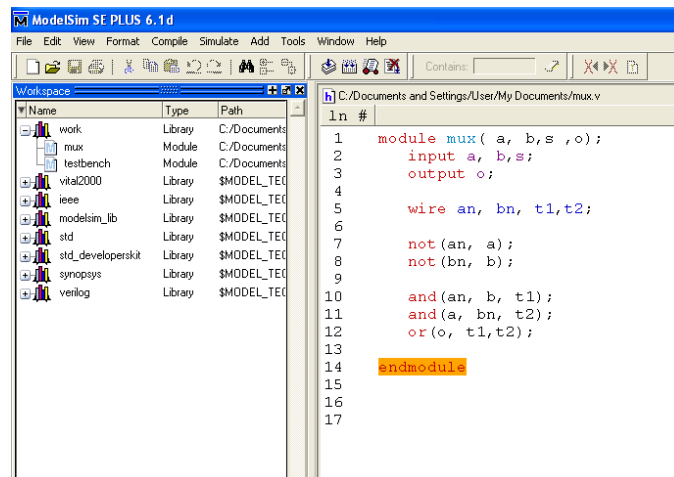 ModelSim SE PLUS 6.1d
File Edit View Format Compile Simulate Add Tools Window Help
Contains:
Workspace
Name Type Path
work Library C:/Documents
mux Module C:/Documents
testbench Module C:/Documents
vital2000 Library $MODEL_TEC
ieee Library $MODEL_TEC
modelsim_lib Library $MODEL_TEC
std Library $MODEL_TEC
std_developerskit Library $MODEL_TEC
synopsys Library $MODEL_TEC
verilog Library $MODEL_TEC
h C:/Documents and Settings/User/My Documents/mux.v
ln #
1 module mux( a, b,s ,o);
2 input a, b,s;
3 output o;
4
5 wire an, bn, t1,t2;
6
7 not(an, a);
8 not(bn, b);
9
10 and(an, b, t1);
11 and(a, bn, t2);
12 or(o, t1,t2);
13
14 endmodule
15
16
17